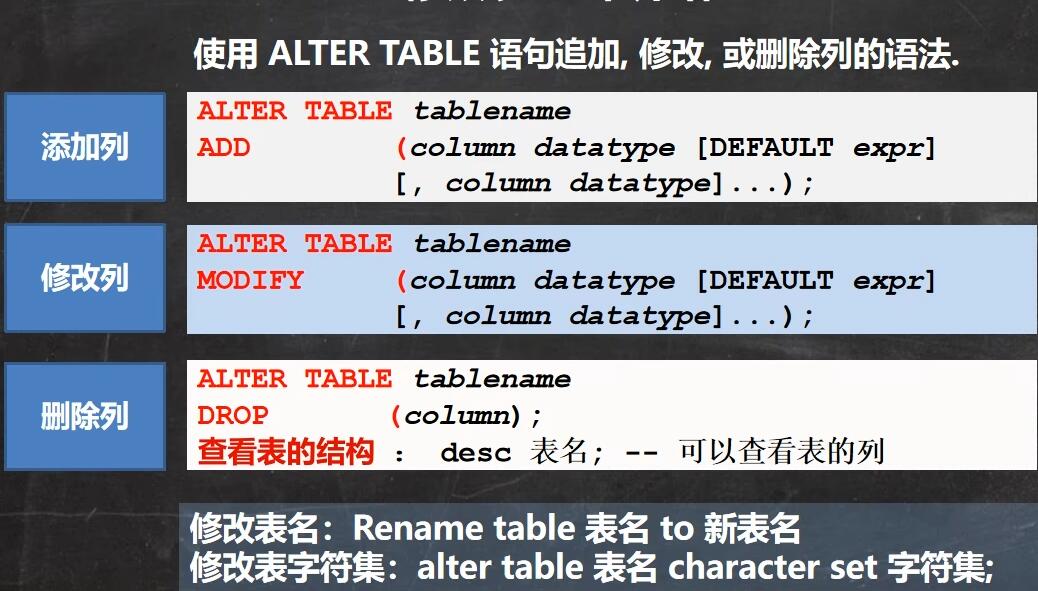 使用 ALTER TABLE 语句追加, 修改, 或删除列的语法.
添加列
ALTER TABLE tablename
ADD (column datatype [DEFAULT expr]
[, column datatype]...);
修改列
ALTER TABLE tablename
MODIFY (column datatype [DEFAULT expr]
[, column datatype]...);
删除列
ALTER TABLE tablename
DROP (column);
查看表的结构 ： desc 表名; -- 可以查看表的列
修改表名：Rename table 表名 to 新表名
修改表字符集：alter table 表名 character set 字符集;